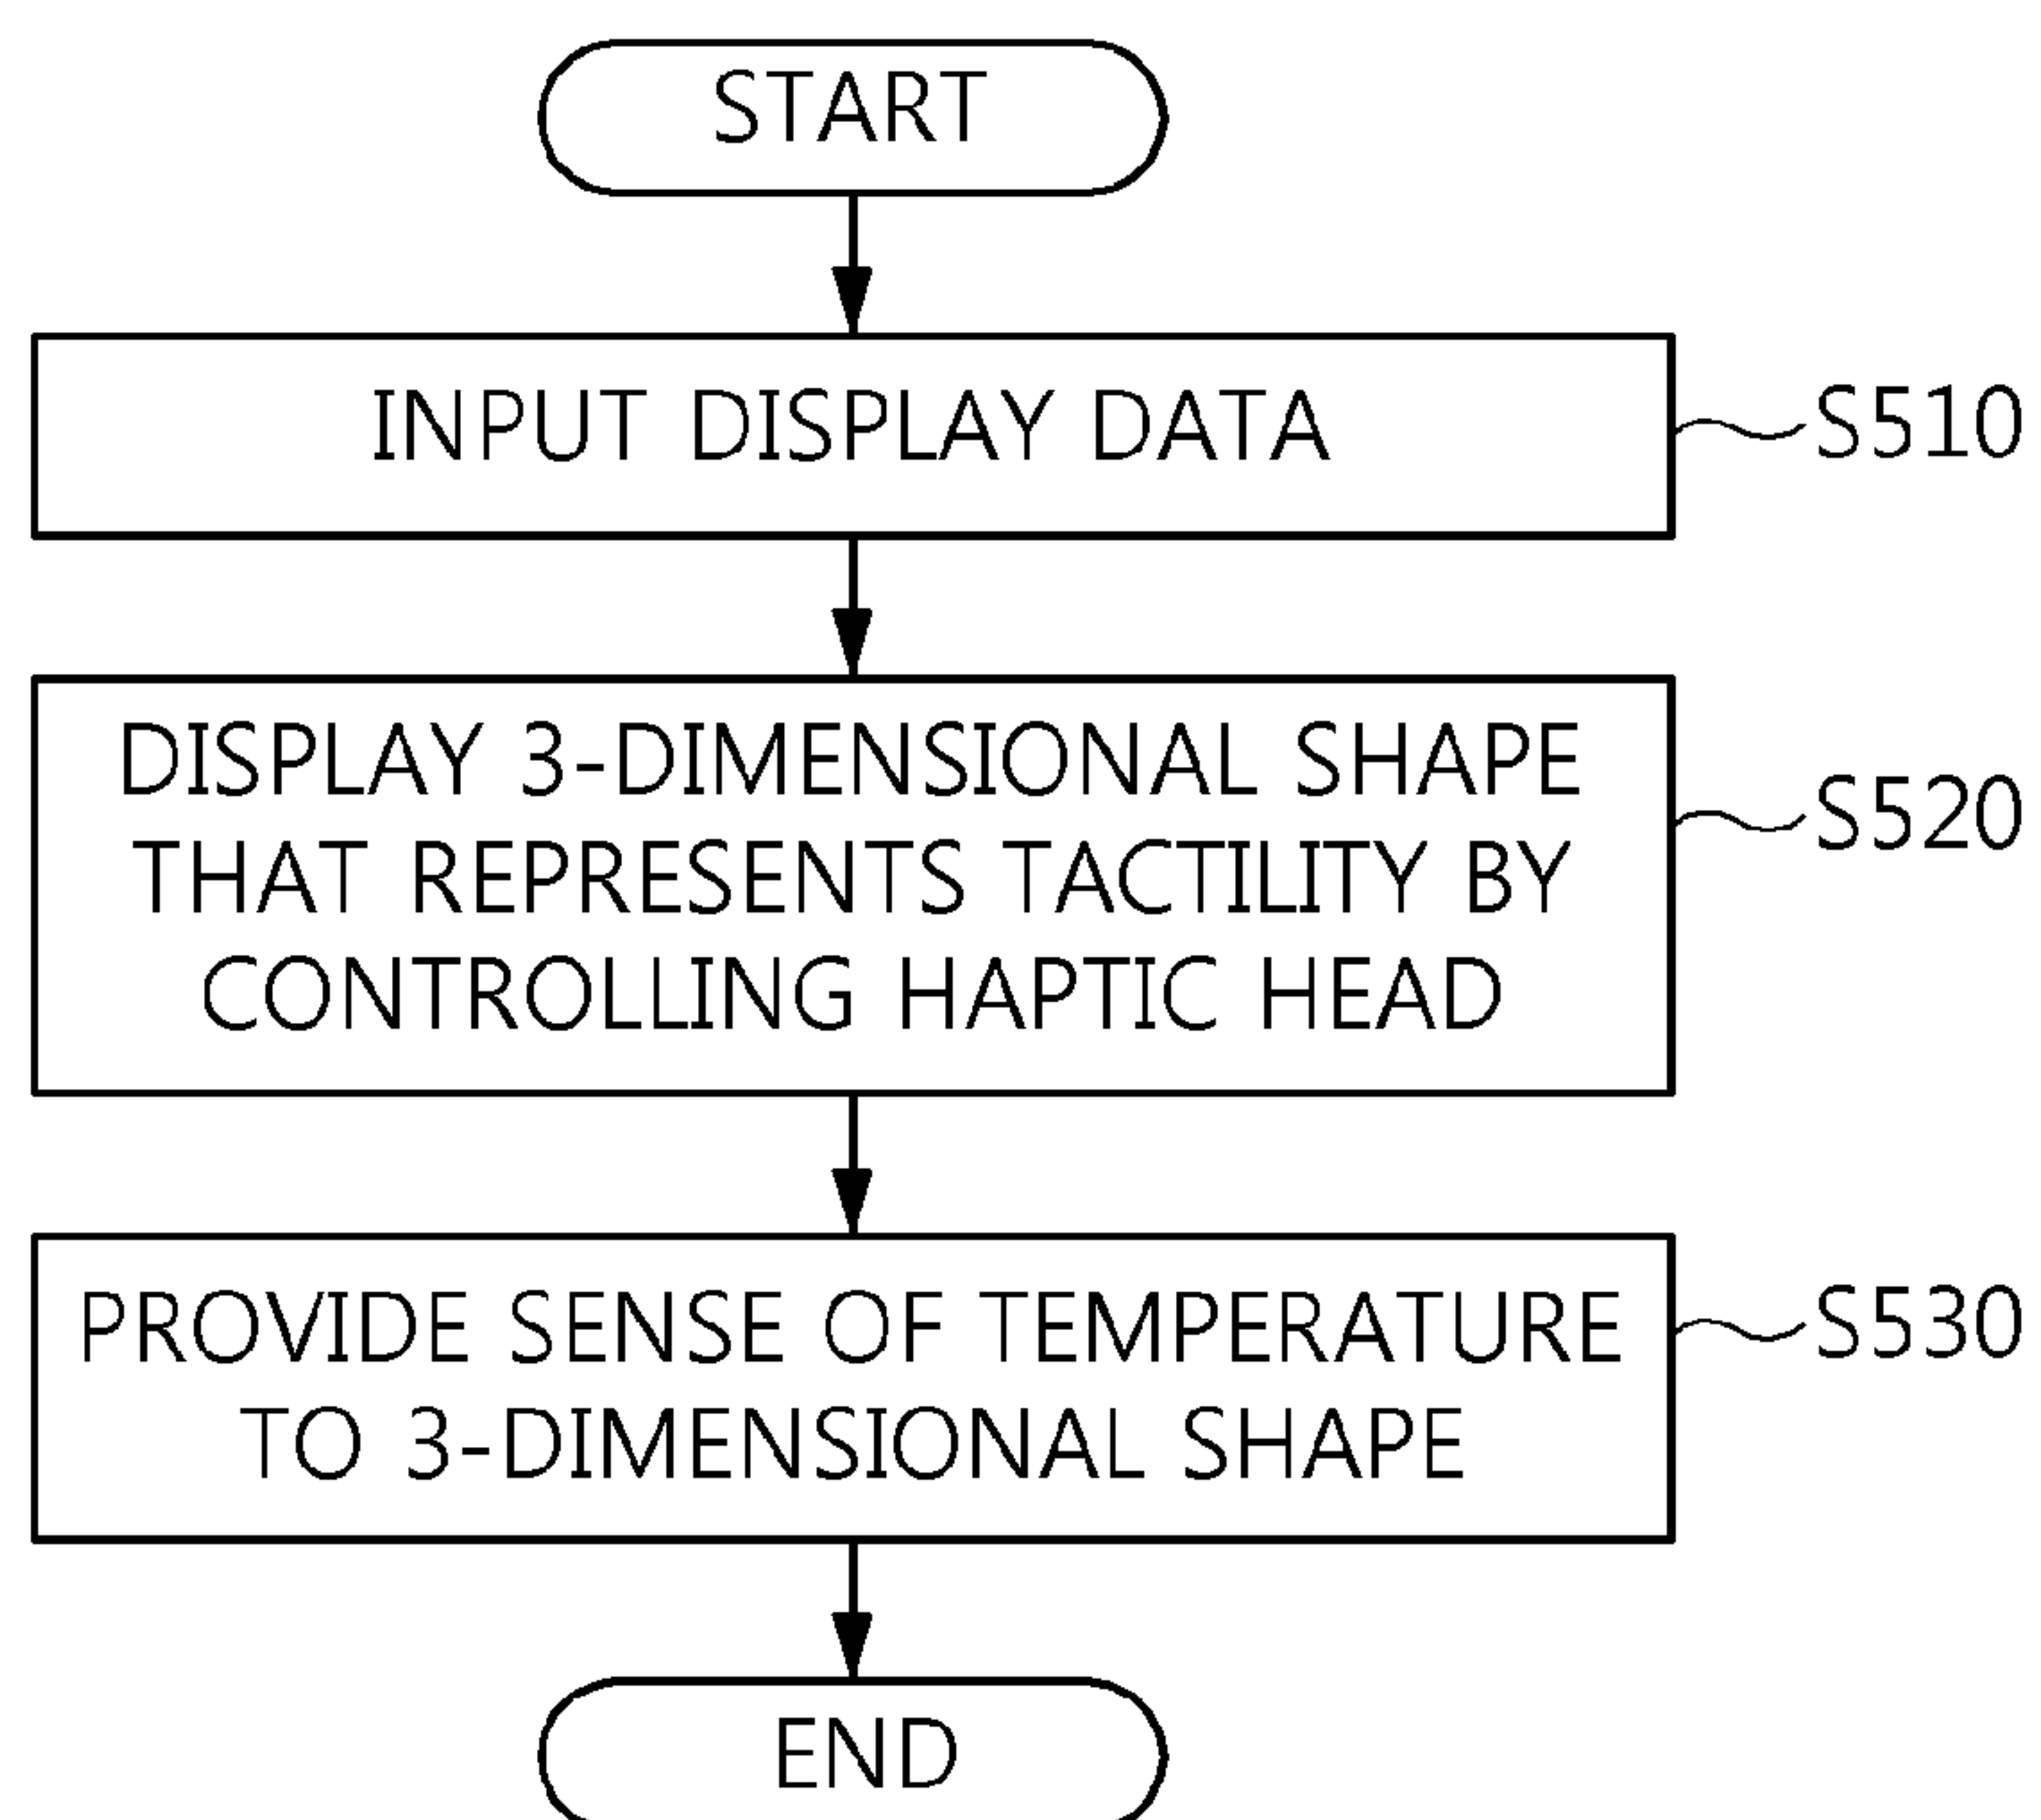 START
INPUT DISPLAY DATA
S510
DISPLAY 3-DIMENSIONAL SHAPE
THAT REPRESENTS TACTILITY BY
CONTROLLING HAPTIC HEAD
S520
PROVIDE SENSE OF TEMPERATURE
TO 3-DIMENSIONAL SHAPE
S530
END